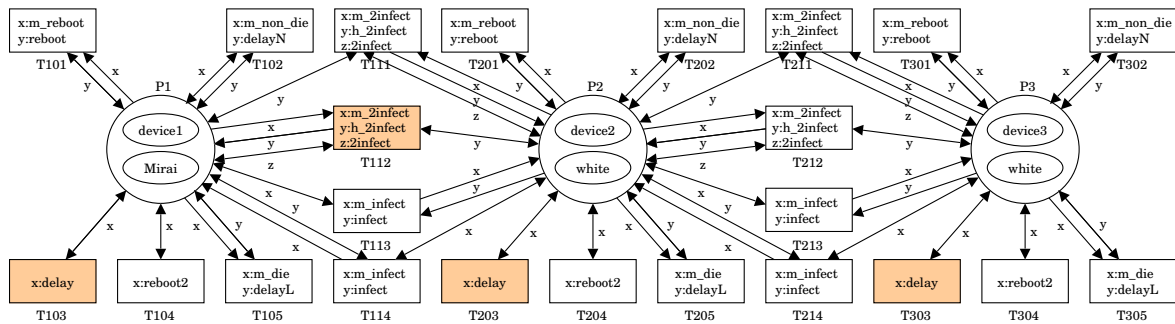 x:m_reboot
y:reboot
T101
x:m_non_die
y:delayN
T102
x:m_2infect
y:h_2infect
z:2infect
T111
x:m_reboot
y:reboot
T201
x:m_non_die
y:delayN
T202
x:m_2infect
y:h_2infect
z:2infect
T211
x:m_reboot
y:reboot
T301
x:m_non_die
y:delayN
T302
x
y
x
y
y
x
y
z
x
y
x
y
y
x
y
z
x
y
x
y
P1
device1
Mirai
x:m_2infect
y:h_2infect
z:2infect
T112
x
y
z
y
P2
device2
white
x:m_2infect
y:h_2infect
z:2infect
T212
x
y
z
y
P3
device3
white
x:m_infect
y:infect
T113
x
y
x:m_infect
y:infect
T213
x
y
x
x
x
y
x
y
x
x
x
x
y
x
y
x
x
x
x
y
x:delay
T103
x:reboot2
T104
x:m_die
y:delayL
T105
x:m_infect
y:infect
T114
x:delay
T203
x:reboot2
T204
x:m_die
y:delayL
T205
x:m_infect
y:infect
T214
x:delay
T303
x:reboot2
T304
x:m_die
y:delayL
T305